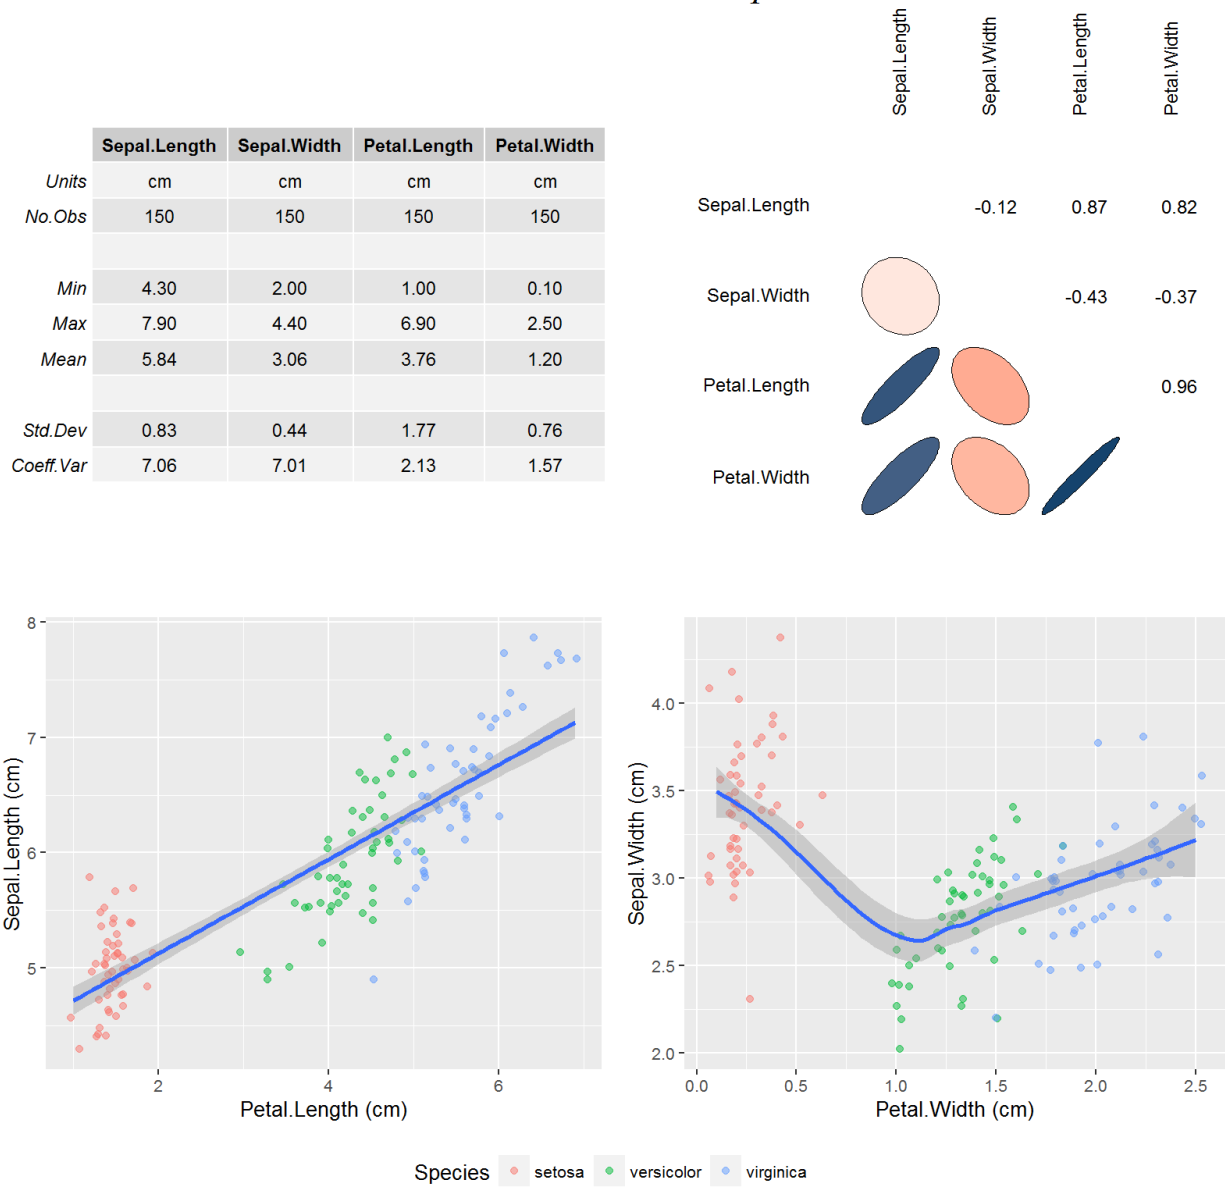 Sepal.Length Sepal.Width Petal.Length Petal.Width
Units cm cm cm cm
No.Obs 150 150 150 150
Min 4.30 2.00 1.00 0.10
Max 7.90 4.40 6.90 2.50
Mean 5.84 3.06 3.76 1.20
Std.Dev 0.83 0.44 1.77 0.76
Coeff.Var 7.06 7.01 2.13 1.57
Sepal.Length Sepal.Width Petal.Length Petal.Width
Sepal.Length -0.12 0.87 0.82
Sepal.Width -0.43 -0.37
Petal.Length 0.96
Petal.Width
Sepal.Length (cm)
8
7
6
5
2 4 6
Petal.Length (cm)
Sepal.Width (cm)
4.0
3.5
3.0
2.5
2.0
0.0 0.5 1.0 1.5 2.0 2.5
Petal.Width (cm)
Species setosa versicolor virginica